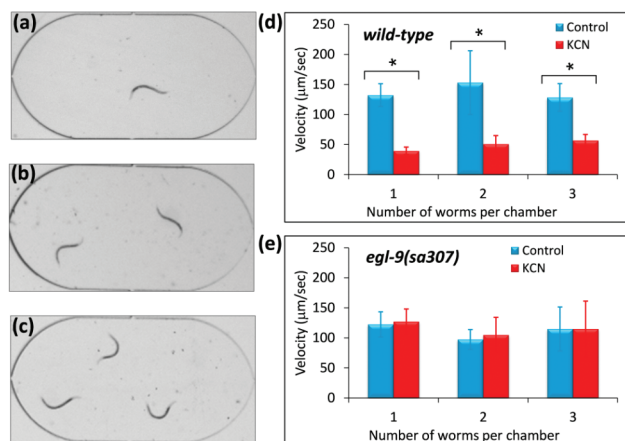 (a)
(b)
(c)
(d)
wild-type
Control
KCN
Velocity (µm/sec)
250
200
150
100
50
0
*
*
*
1 2 3
Number of worms per chamber
(e)
egl-9(sa307)
Control
KCN
Velocity (µm/sec)
250
200
150
100
50
0
1 2 3
Number of worms per chamber